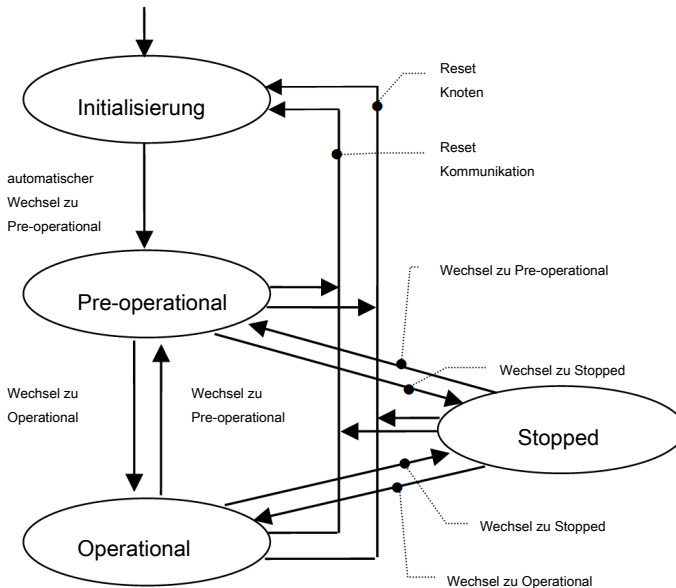 Reset
Knoten
Initialisierung
Reset
Kommunikation
automatischer
Wechsel zu
Pre-operational
Wechsel zu Pre-operational
Pre-operational
Wechsel zu Stopped
Wechsel zu
Operational
Wechsel zu
Pre-operational
Stopped
Wechsel zu Stopped
Operational
Wechsel zu Operational